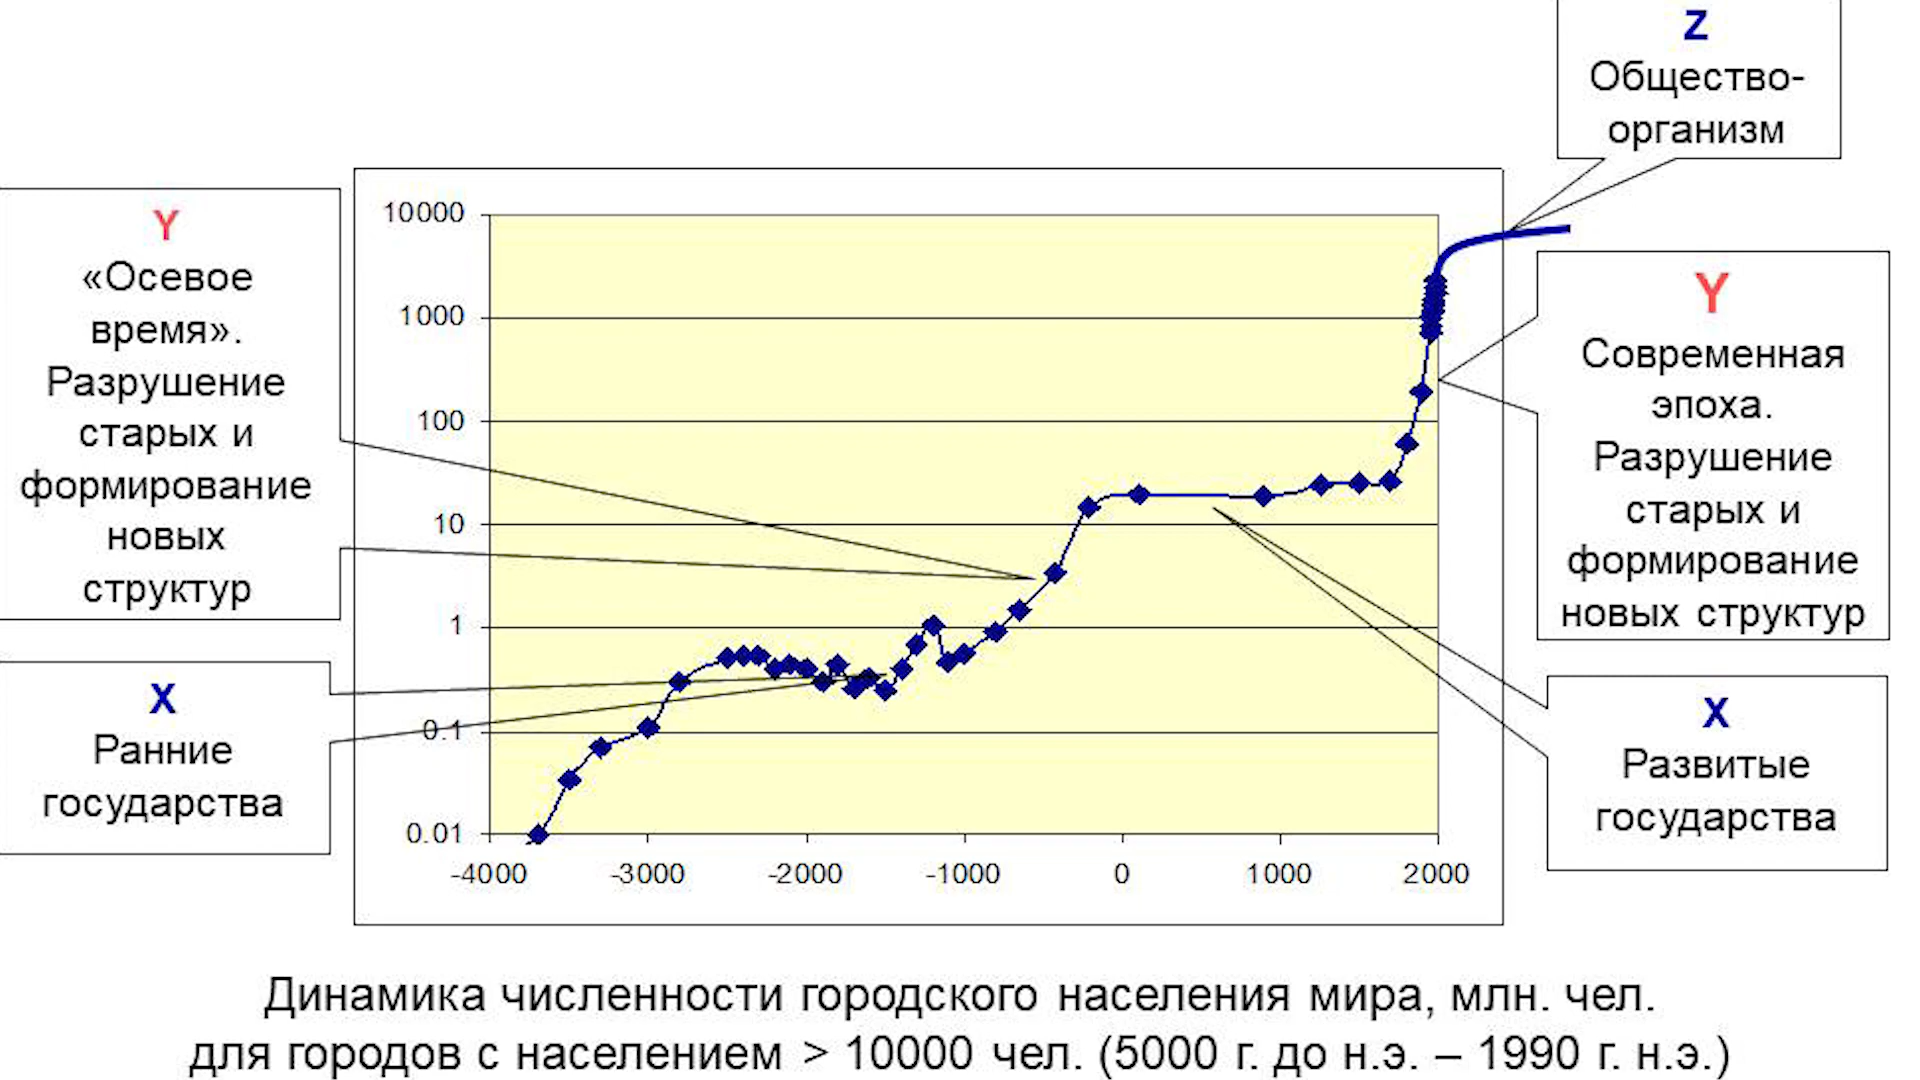 Z
Общество-
организм
Y
«Осевое
время».
Разрушение
старых и
формирование
новых
структур
X
Ранние
государства
10000
1000
100
10
1
0.1
0.01
-4000
-3000
-2000
-1000
0
1000
2000
Y
Современная
эпоха.
Разрушение
старых и
формирование
новых структур
X
Развитые
государства
Динамика численности городского населения мира, млн. чел.
для городов с населением > 10000 чел. (5000 г. до н.э. – 1990 г. н.э.)